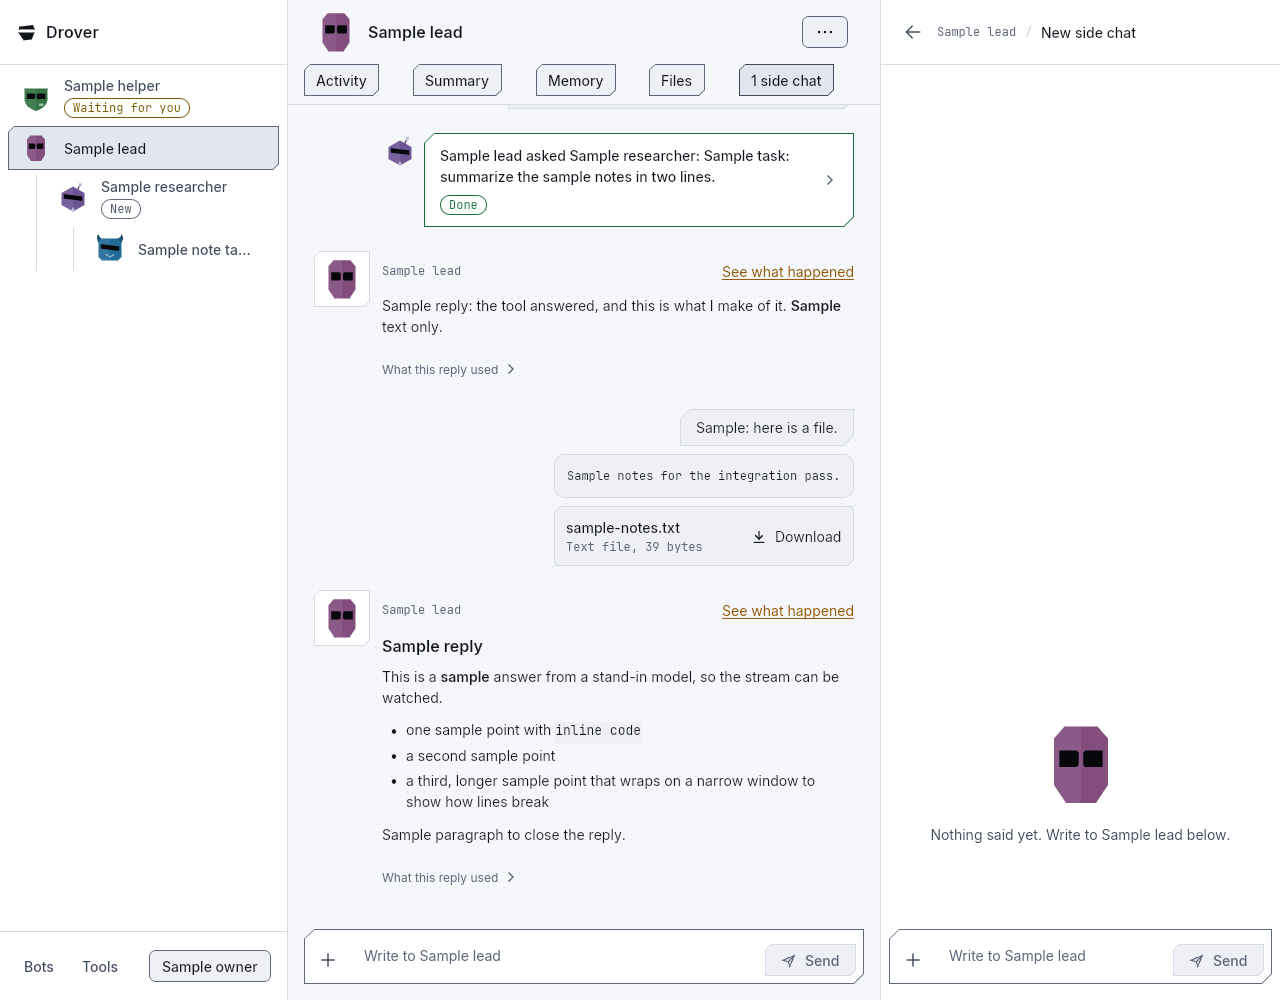 Drover
Sample helper
Waiting for you
Sample lead
Sample researcher
New
Sample note ta...
Bots
Tools
Sample owner
Sample lead
...
Activity
Summary
Memory
Files
1 side chat
Sample lead asked Sample researcher: Sample task:
summarize the sample notes in two lines.
Done
Sample lead
See what happened
Sample reply: the tool answered, and this is what I make of it. Sample
text only.
What this reply used
Sample: here is a file.
Sample notes for the integration pass.
sample-notes.txt
Text file, 39 bytes
Download
Sample lead
See what happened
Sample reply
This is a sample answer from a stand-in model, so the stream can be
watched.
• one sample point with inline code
• a second sample point
• a third, longer sample point that wraps on a narrow window to
show how lines break
Sample paragraph to close the reply.
What this reply used
Write to Sample lead
Send
Sample lead / New side chat
Nothing said yet. Write to Sample lead below.
Write to Sample lead
Send